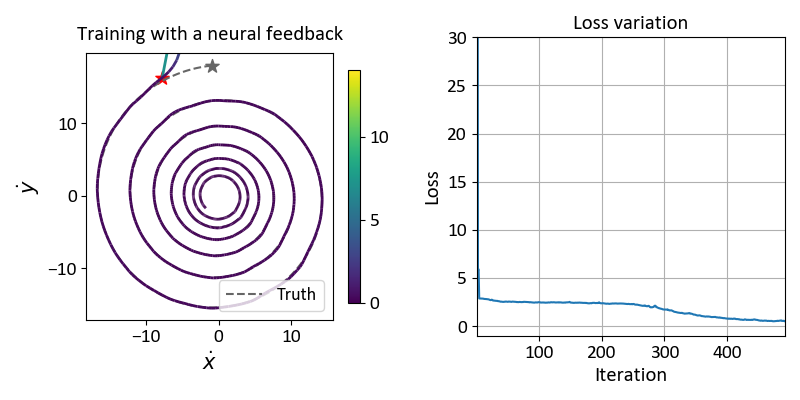 Training with a neural feedback
10
0
−10
ẏ
−10
0
10
ẋ
Truth
10
5
0
Loss variation
30
25
20
15
10
5
0
Loss
100
200
300
400
Iteration